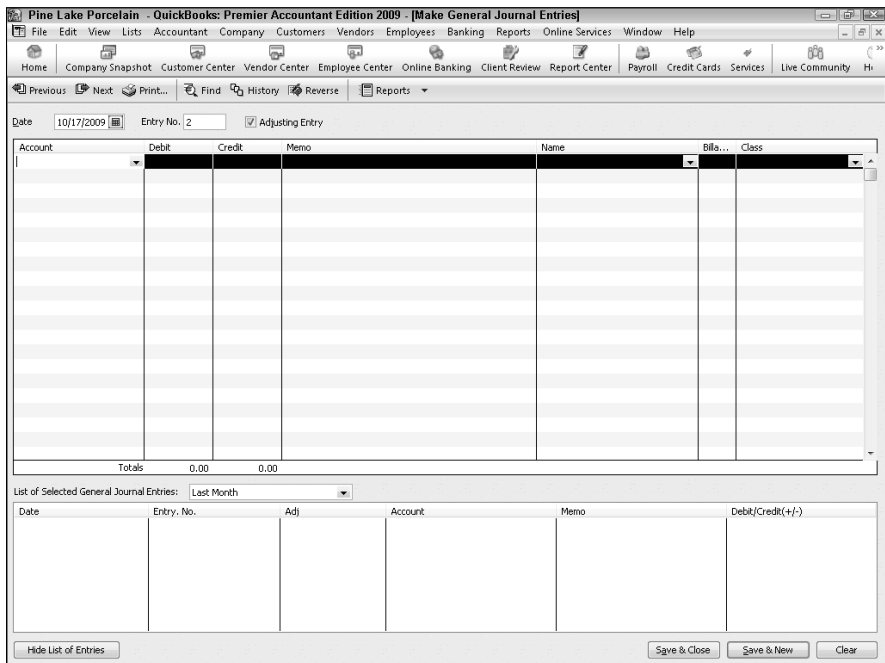 Pine Lake Porcelain - QuickBooks: Premier Accountant Edition 2009 - [Make General Journal Entries]
File Edit View Lists Accountant Company Customers Vendors Employees Banking Reports Online Services Window Help
Home Company Snapshot Customer Center Vendor Center Employee Center Online Banking Client Review Report Center Payroll Credit Cards Services Live Community
Previous Next Print... Find History Reverse Reports
Date 10/17/2009 Entry No. 2 Adjusting Entry
Account Debit Credit Memo Name Billa... Class
Totals 0.00 0.00
List of Selected General Journal Entries: Last Month
Date Entry. No. Adj Account Memo Debit/Credit(+/-)
Hide List of Entries Save & Close Save & New Clear